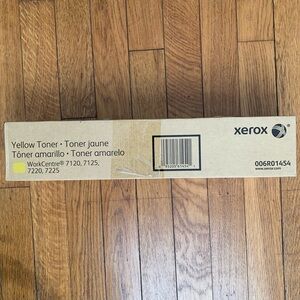 Yellow Toner • Toner jaune
Tóner amarillo • Toner amarelo
WorkCentre® 7120, 7125,
7220, 7225
xerox
006R01454
www.xerox.com